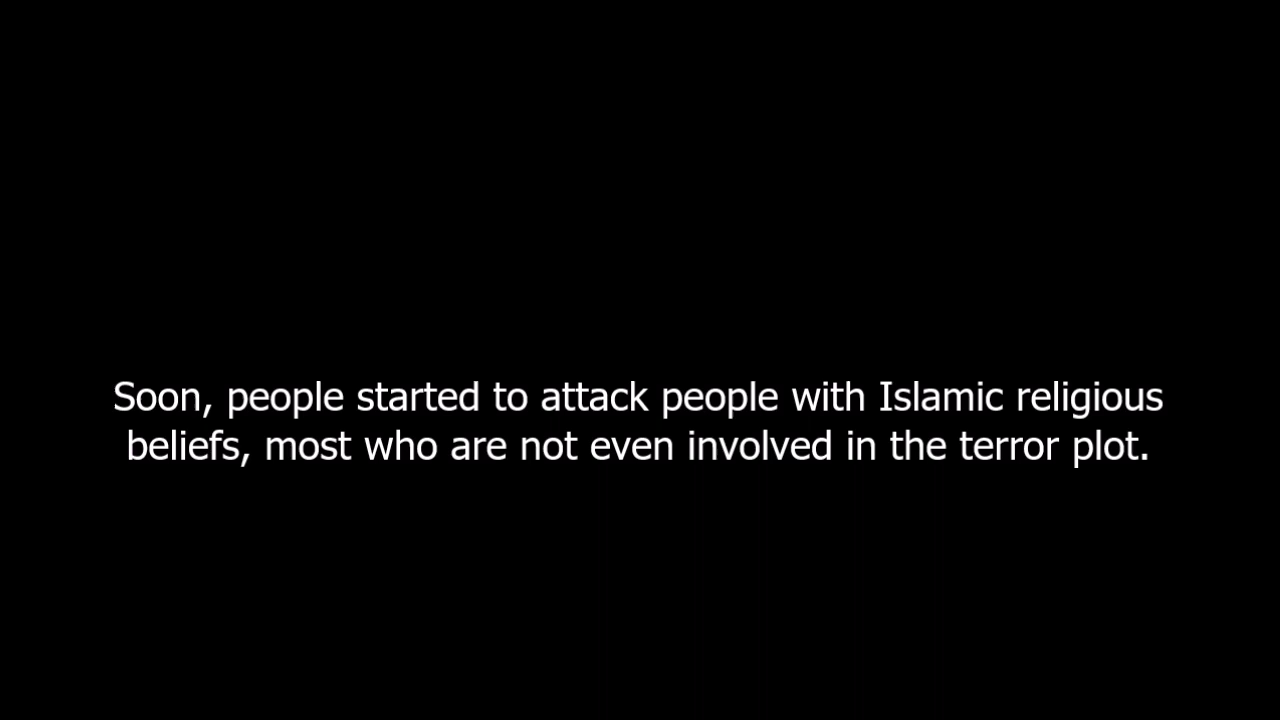 Soon, people started to attack people with Islamic religious
beliefs, most who are not even involved in the terror plot.